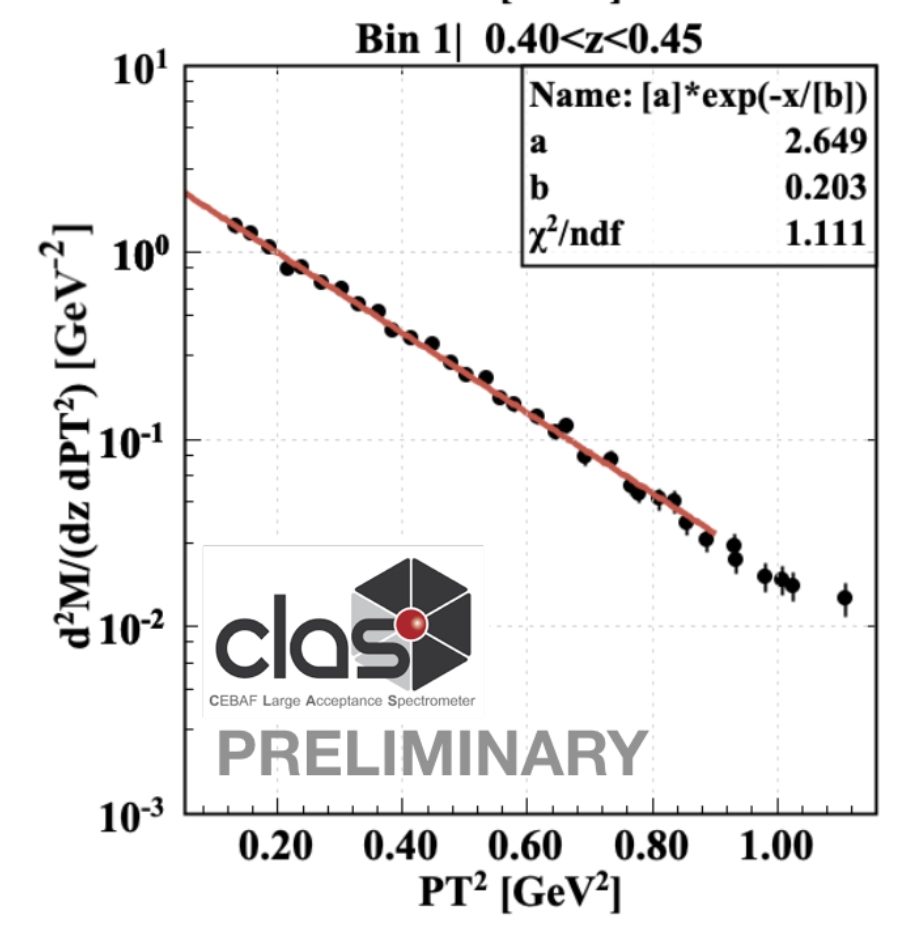 Bin 1| 0.40<z<0.45
10¹
Name: [a]*exp(-x/[b])
a 2.649
b 0.203
χ²/ndf 1.111
10⁰
10⁻¹
10⁻²
10⁻³
d²M/(dz dPT²) [GeV⁻²]
clas
CEBAF Large Acceptance Spectrometer
PRELIMINARY
0.20 0.40 0.60 0.80 1.00
PT² [GeV²]